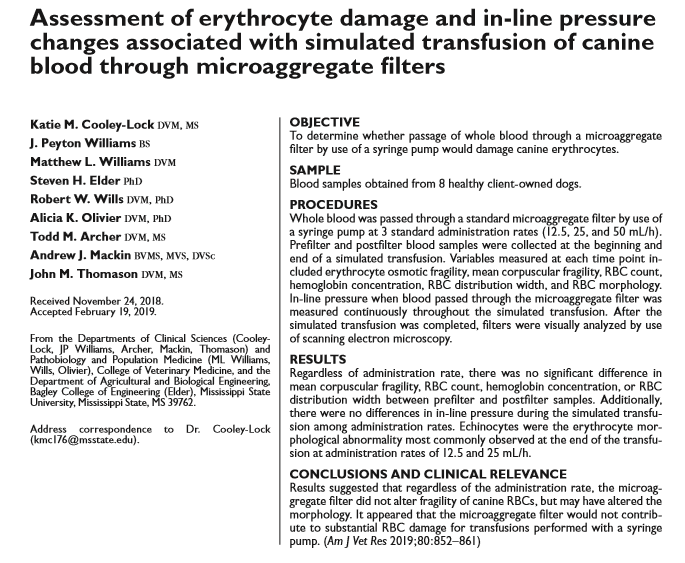 Assessment of erythrocyte damage and in-line pressure
changes associated with simulated transfusion of canine
blood through microaggregate filters
Katie M. Cooley-Lock DVM, MS
J. Peyton Williams BS
Matthew L. Williams DVM
Steven H. Elder PhD
Robert W. Wills DVM, PhD
Alicia K. Olivier DVM, PhD
Todd M. Archer DVM, MS
Andrew J. Mackin BVMS, MVS, DVSc
John M. Thomason DVM, MS
Received November 24, 2018.
Accepted February 19, 2019.
From the Departments of Clinical Sciences (Cooley-
Lock, JP Williams, Archer, Mackin, Thomason) and
Pathobiology and Population Medicine (ML Williams,
Wills, Olivier), College of Veterinary Medicine, and the
Department of Agricultural and Biological Engineering,
Bagley College of Engineering (Elder), Mississippi State
University, Mississippi State, MS 39762.
Address correspondence to Dr. Cooley-Lock
(kmc176@msstate.edu).
OBJECTIVE
To determine whether passage of whole blood through a microaggregate
filter by use of a syringe pump would damage canine erythrocytes.
SAMPLE
Blood samples obtained from 8 healthy client-owned dogs.
PROCEDURES
Whole blood was passed through a standard microaggregate filter by use of
a syringe pump at 3 standard administration rates (12.5, 25, and 50 mL/h).
Prefilter and postfilter blood samples were collected at the beginning and
end of a simulated transfusion. Variables measured at each time point in-
cluded erythrocyte osmotic fragility, mean corpuscular fragility, RBC count,
hemoglobin concentration, RBC distribution width, and RBC morphology.
In-line pressure when blood passed through the microaggregate filter was
measured continuously throughout the simulated transfusion. After the
simulated transfusion was completed, filters were visually analyzed by use
of scanning electron microscopy.
RESULTS
Regardless of administration rate, there was no significant difference in
mean corpuscular fragility, RBC count, hemoglobin concentration, or RBC
distribution width between prefilter and postfilter samples. Additionally,
there were no differences in in-line pressure during the simulated transfu-
sion among administration rates. Echinocytes were the erythrocyte mor-
phological abnormality most commonly observed at the end of the transfu-
sion at administration rates of 12.5 and 25 mL/h.
CONCLUSIONS AND CLINICAL RELEVANCE
Results suggested that regardless of the administration rate, the microag-
gregate filter did not alter fragility of canine RBCs, but may have altered the
morphology. It appeared that the microaggregate filter would not contrib-
ute to substantial RBC damage for transfusions performed with a syringe
pump. (Am J Vet Res 2019;80:852–861)